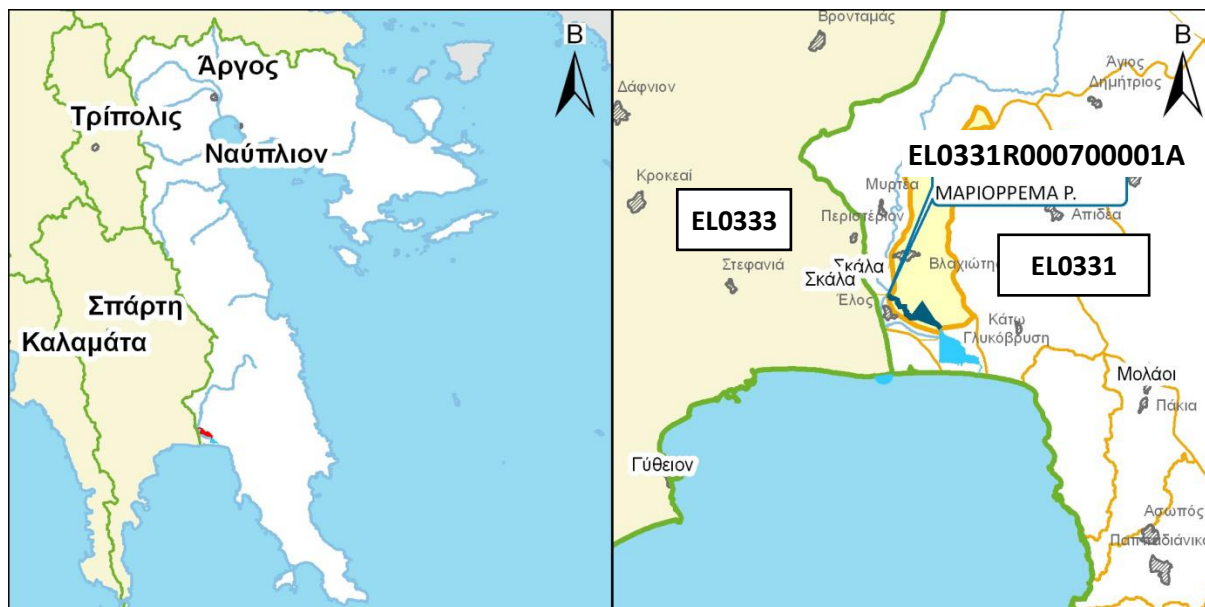 Β
Άργος
Τρίπολις
Ναύπλιον
Σπάρτη
Καλαμάτα
Βρονταμάς
Β
Άγιος
Δημήτριος
Δάφνιον
EL0331R000700001A
ΜΑΡΙΟΡΡΕΜΑ Ρ.
Κροκεαί
Μυρτέα
Περιστέριον
Απιδέα
EL0333
EL0331
Στεφανιά
Σκάλα
Σκάλα
Βλαχιώτης
Έλος
Κάτω
Γλυκόβρυση
Μολάοι
Πάκια
Γύθειον
Ασωπός
Παππαδιάνικα